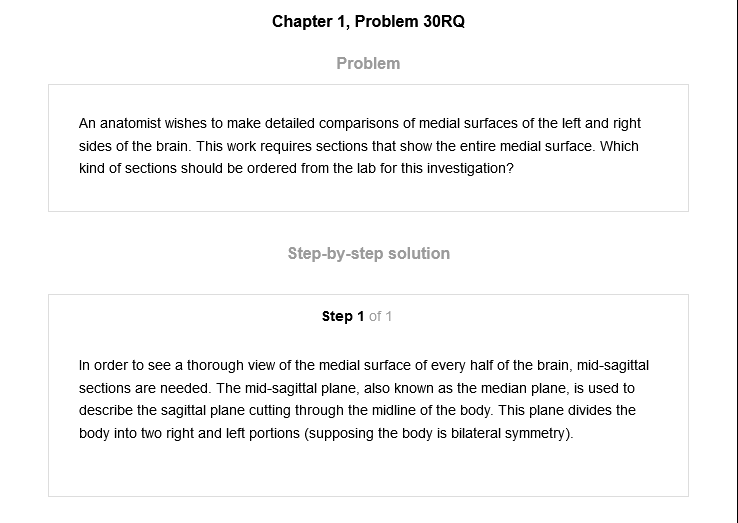 Chapter 1, Problem 30RQ
Problem
An anatomist wishes to make detailed comparisons of medial surfaces of the left and right
sides of the brain. This work requires sections that show the entire medial surface. Which
kind of sections should be ordered from the lab for this investigation?
Step-by-step solution
Step 1 of 1
In order to see a thorough view of the medial surface of every half of the brain, mid-sagittal
sections are needed. The mid-sagittal plane, also known as the median plane, is used to
describe the sagittal plane cutting through the midline of the body. This plane divides the
body into two right and left portions (supposing the body is bilateral symmetry).